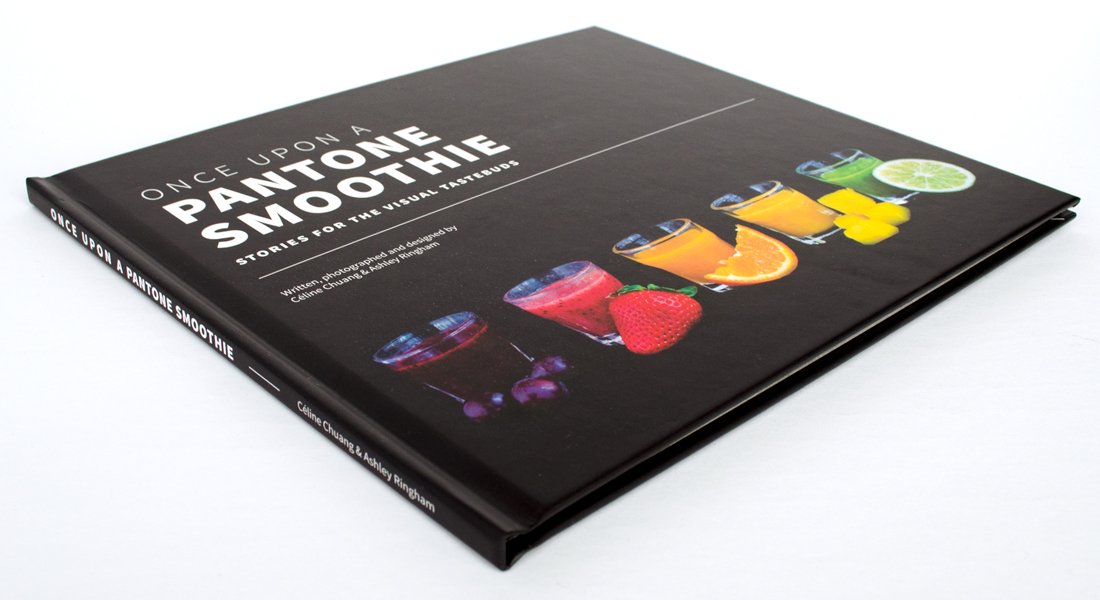 ONCE UPON A
PANTONE
SMOOTHIE
STORIES FOR THE VISUAL TASTEBUDS
Written, photographed and designed by
Céline Chuang & Ashley Ringham
ONCE UPON A PANTONE SMOOTHIE
Céline Chuang & Ashley Ringham